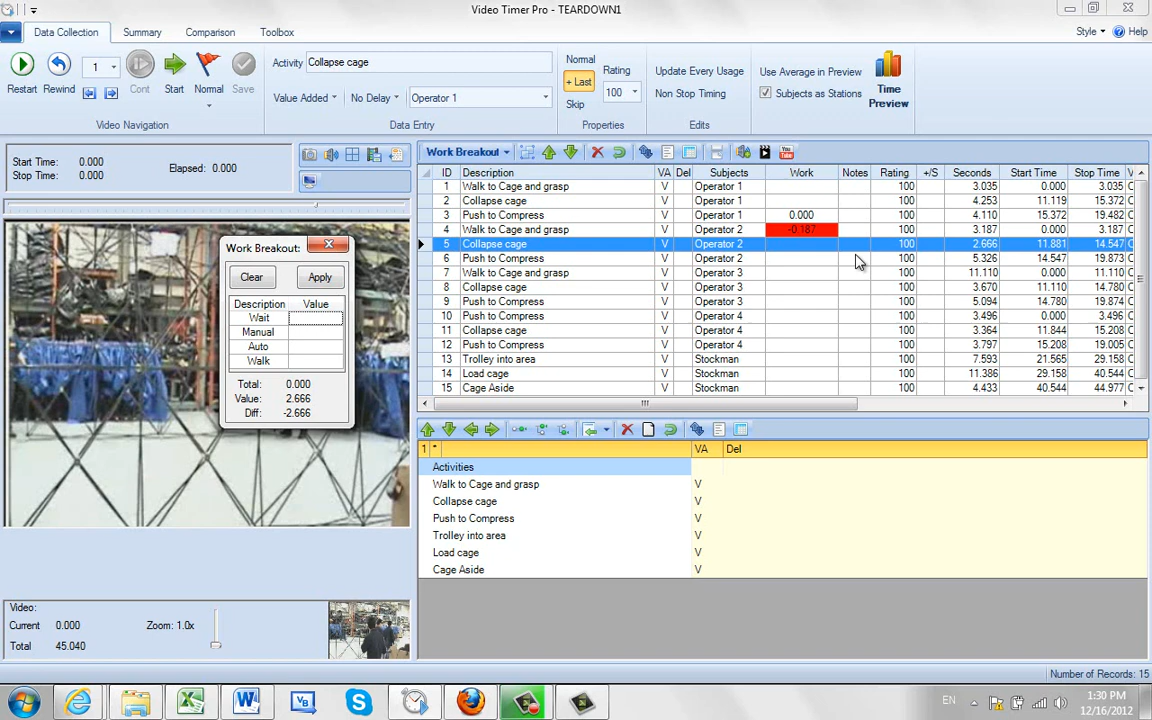 Video Timer Pro - TEARDOWN1
Data Collection Summary Comparison Toolbox Style Help
Restart Rewind 1 Cont Start Normal Save
Video Navigation
Activity Collapse cage
Value Added No Delay Operator 1
Data Entry
Normal
+ Last
Skip
Rating
100
Properties
Update Every Usage
Non Stop Timing
Edits
Use Average in Preview
Subjects as Stations
Time
Preview
Start Time: 0.000 Elapsed: 0.000
Stop Time: 0.000
Work Breakout
ID Description VA Del Subjects Work Notes Rating +/S Seconds Start Time Stop Time V
1 Walk to Cage and grasp V Operator 1 100 3.035 0.000 3.035 C
2 Collapse cage V Operator 1 100 4.253 11.119 15.372 C
3 Push to Compress V Operator 1 0.000 100 4.110 15.372 19.482 C
4 Walk to Cage and grasp V Operator 2 -0.187 100 3.187 0.000 3.187 C
5 Collapse cage V Operator 2 100 2.666 11.881 14.547 C
6 Push to Compress V Operator 2 100 5.326 14.547 19.873 C
7 Walk to Cage and grasp V Operator 3 100 11.110 0.000 11.110 C
8 Collapse cage V Operator 3 100 3.670 11.110 14.780 C
9 Push to Compress V Operator 3 100 5.094 14.780 19.874 C
10 Push to Compress V Operator 4 100 3.496 0.000 3.496 C
11 Collapse cage V Operator 4 100 3.364 11.844 15.208 C
12 Push to Compress V Operator 4 100 3.797 15.208 19.005 C
13 Trolley into area V Stockman 100 7.593 21.565 29.158 C
14 Load cage V Stockman 100 11.386 29.158 40.544 C
15 Cage Aside V Stockman 100 4.433 40.544 44.977 C
Work Breakout:
Clear Apply
Description Value
Wait
Manual
Auto
Walk
Total: 0.000
Value: 2.666
Diff: -2.666
1 * VA Del
Activities
Walk to Cage and grasp V
Collapse cage V
Push to Compress V
Trolley into area V
Load cage V
Cage Aside V
Video:
Current 0.000 Zoom: 1.0x
Total 45.040
Number of Records: 15
EN
1:30 PM
12/16/2012